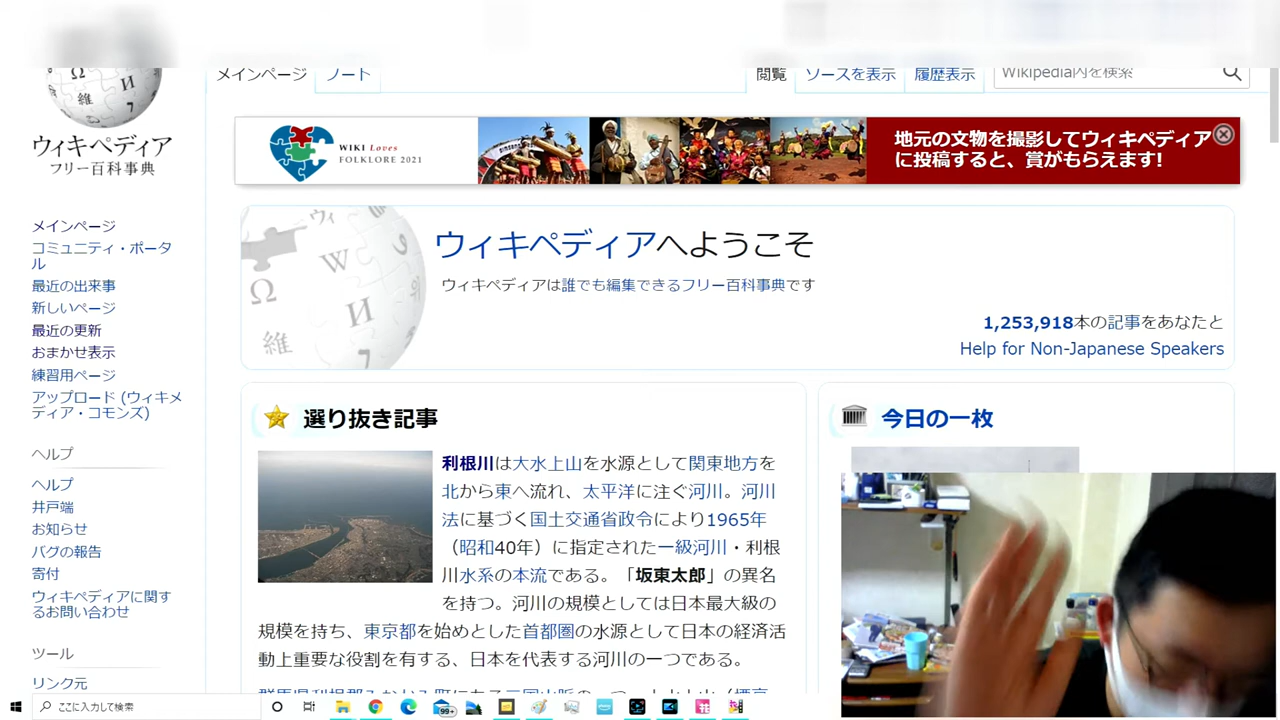 メインページ
ノート
閲覧
ソースを表示
履歴表示
Wikipedia内を検索
ウィキペディア
フリー百科事典
WIKI Loves
FOLKLORE 2021
地元の文物を撮影してウィキペディア
に投稿すると、賞がもらえます!
メインページ
コミュニティ・ポータ
ル
最近の出来事
新しいページ
最近の更新
おまかせ表示
練習用ページ
アップロード (ウィキメ
ディア・コモンズ)
ヘルプ
ヘルプ
井戸端
お知らせ
バグの報告
寄付
ウィキペディアに関す
るお問い合わせ
ツール
リンク元
ウィキペディアへようこそ
ウィキペディアは誰でも編集できるフリー百科事典です
1,253,918本の記事をあなたと
Help for Non-Japanese Speakers
選り抜き記事
利根川は大水上山を水源として関東地方を
北から東へ流れ、太平洋に注ぐ河川。河川
法に基づく国土交通省政令により1965年
（昭和40年）に指定された一級河川・利根
川水系の本流である。「坂東太郎」の異名
を持つ。河川の規模としては日本最大級の
規模を持ち、東京都を始めとした首都圏の水源として日本の経済活
動上重要な役割を有する、日本を代表する河川の一つである。
今日の一枚
ここに入力して検索
99+